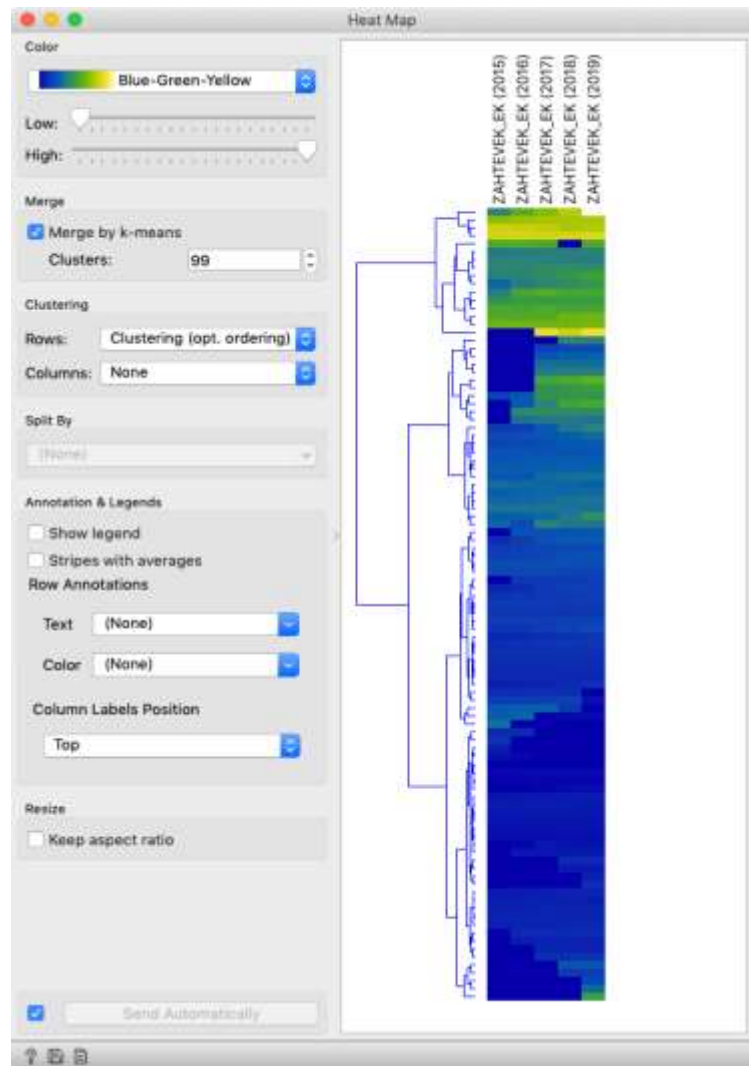 Heat Map
Color
Blue-Green-Yellow
Low:
High:
Merge
Merge by k-means
Clusters: 99
Clustering
Rows: Clustering (opt. ordering)
Columns: None
Split By
(None)
Annotation & Legends
Show legend
Stripes with averages
Row Annotations
Text (None)
Color (None)
Column Labels Position
Top
Resize
Keep aspect ratio
Send Automatically
ZAHTEVEK_EK (2015)
ZAHTEVEK_EK (2016)
ZAHTEVEK_EK (2017)
ZAHTEVEK_EK (2018)
ZAHTEVEK_EK (2019)
?